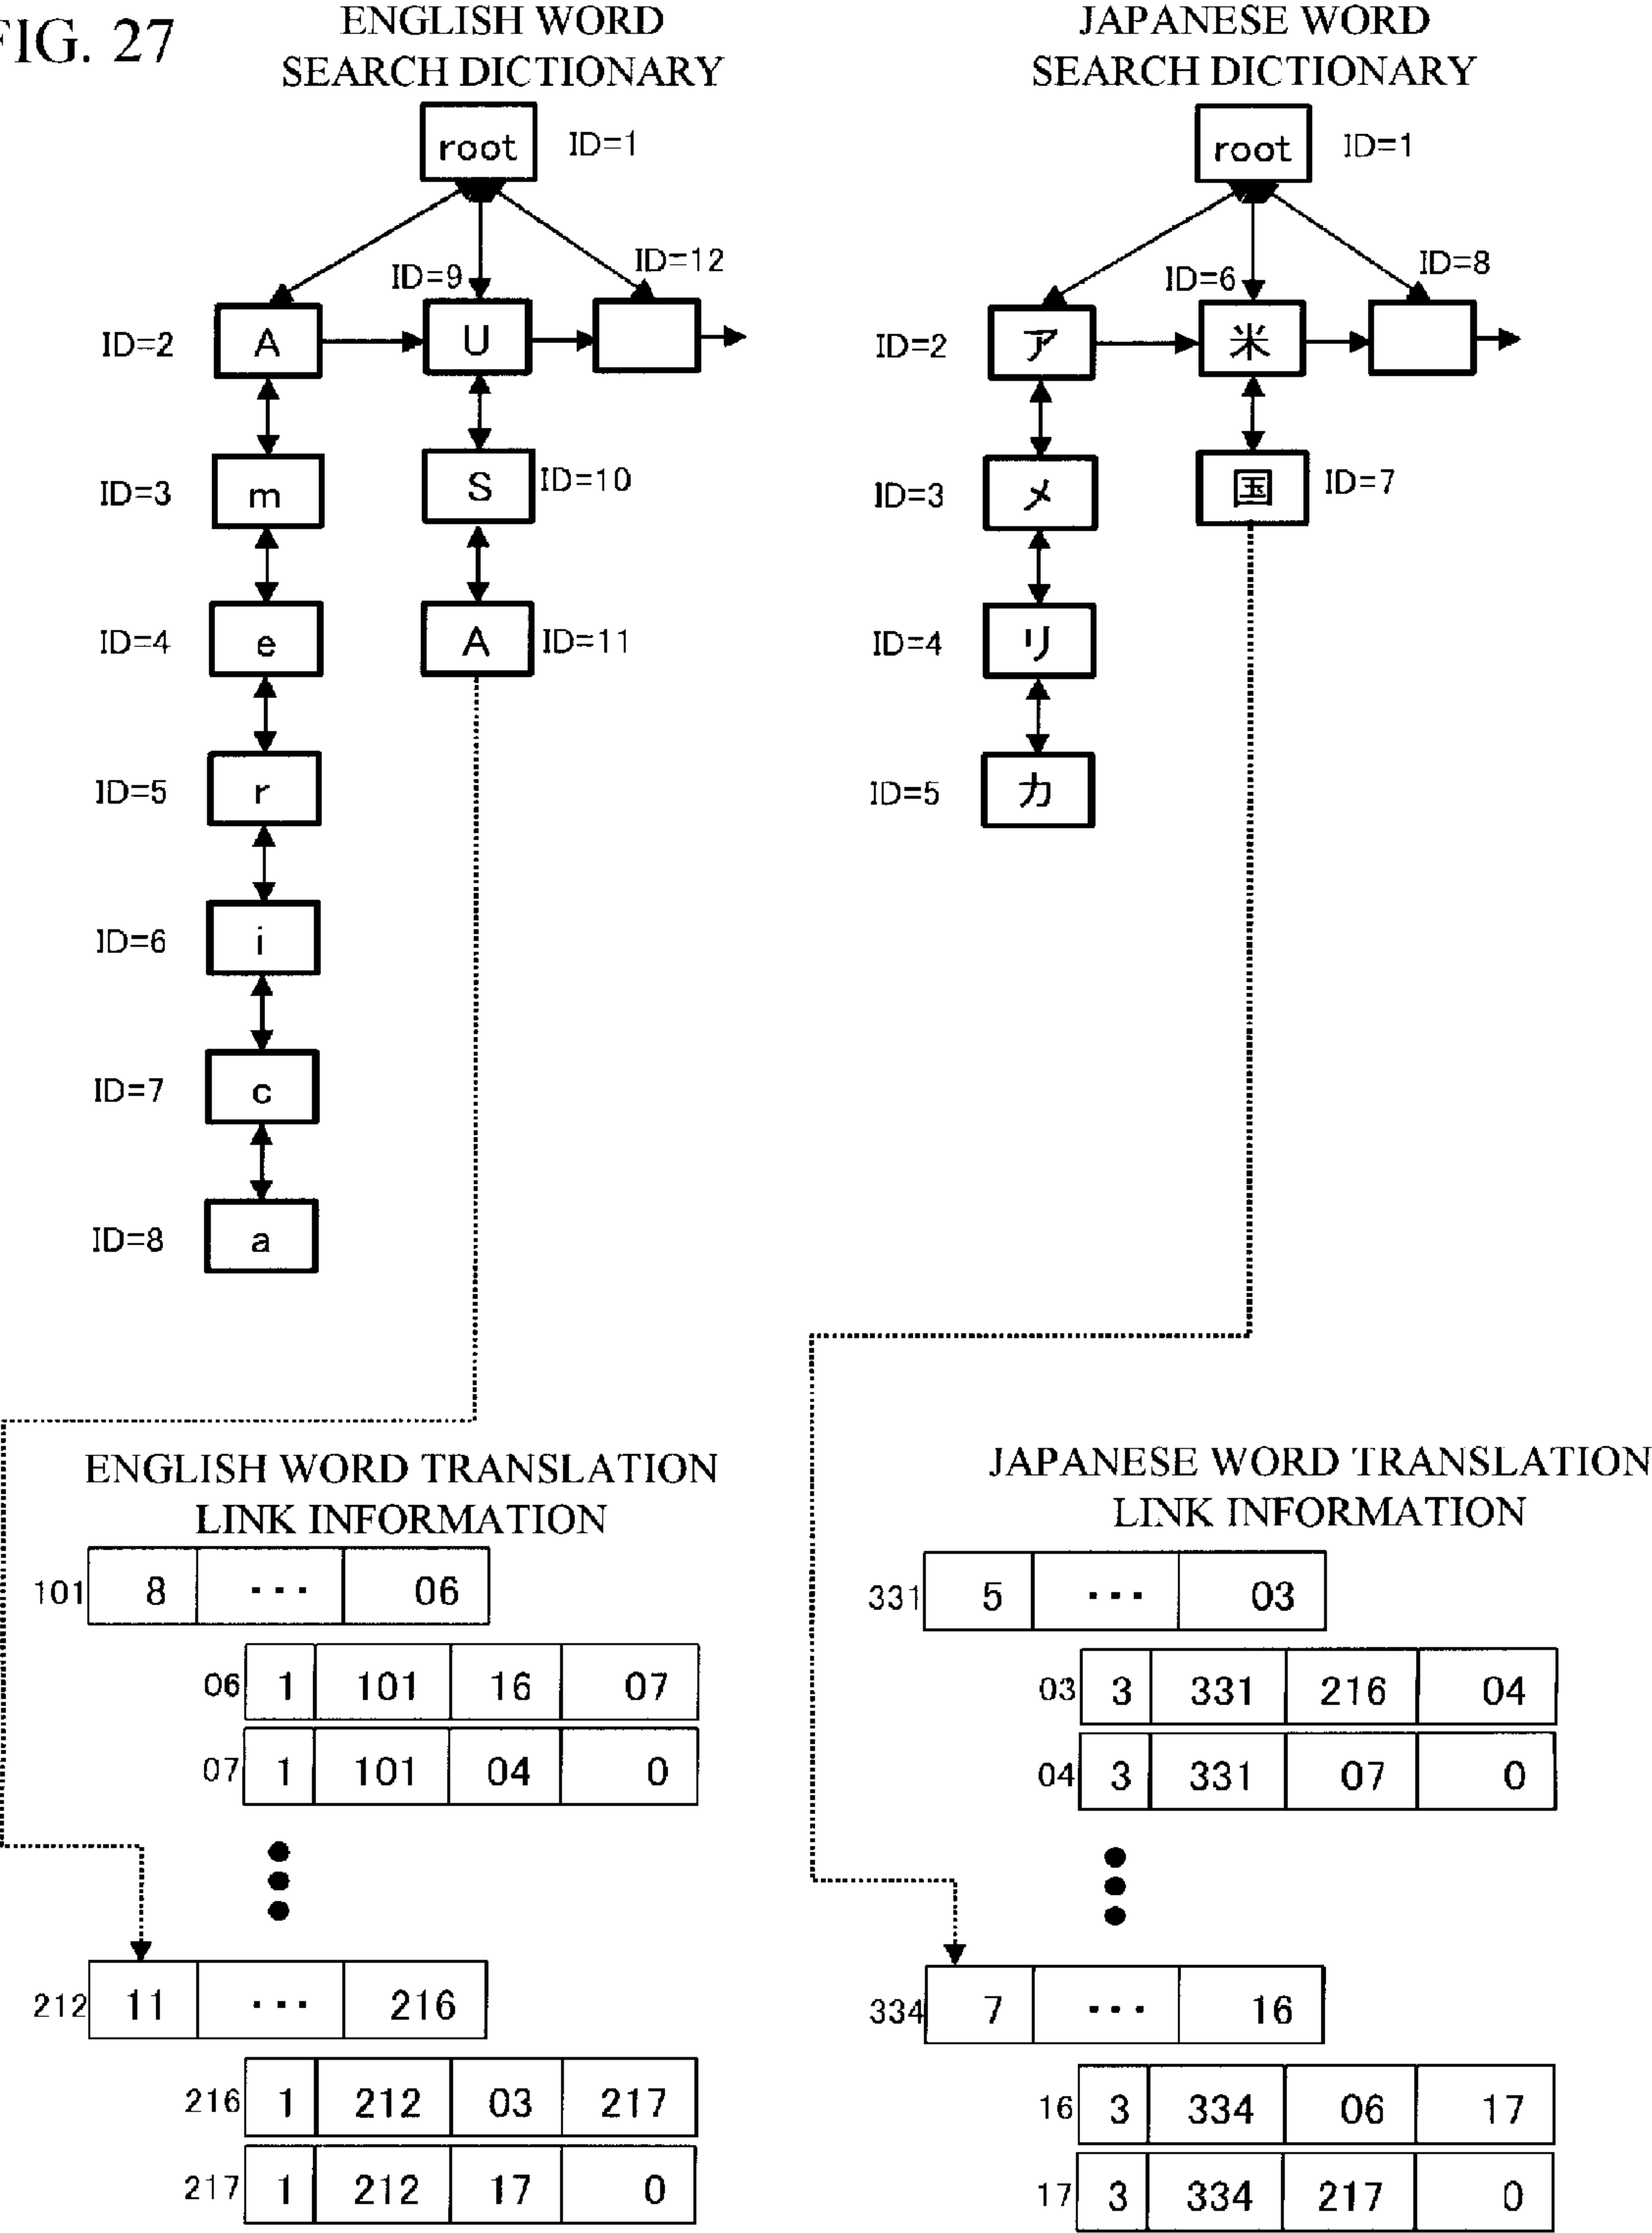 FIG. 27
ENGLISH WORD
SEARCH DICTIONARY
root ID=1
ID=9 ID=12
ID=2 A U
ID=3 m S ID=10
ID=4 e A ID=11
ID=5 r
ID=6 i
ID=7 c
ID=8 a
JAPANESE WORD
SEARCH DICTIONARY
root ID=1
ID=6 ID=8
ID=2 ア 米
ID=3 メ 国 ID=7
ID=4 リ
ID=5 カ
ENGLISH WORD TRANSLATION
LINK INFORMATION
101 8 ... 06
06 1 101 16 07
07 1 101 04 0
212 11 ... 216
216 1 212 03 217
217 1 212 17 0
JAPANESE WORD TRANSLATION
LINK INFORMATION
331 5 ... 03
03 3 331 216 04
04 3 331 07 0
334 7 ... 16
16 3 334 06 17
17 3 334 217 0